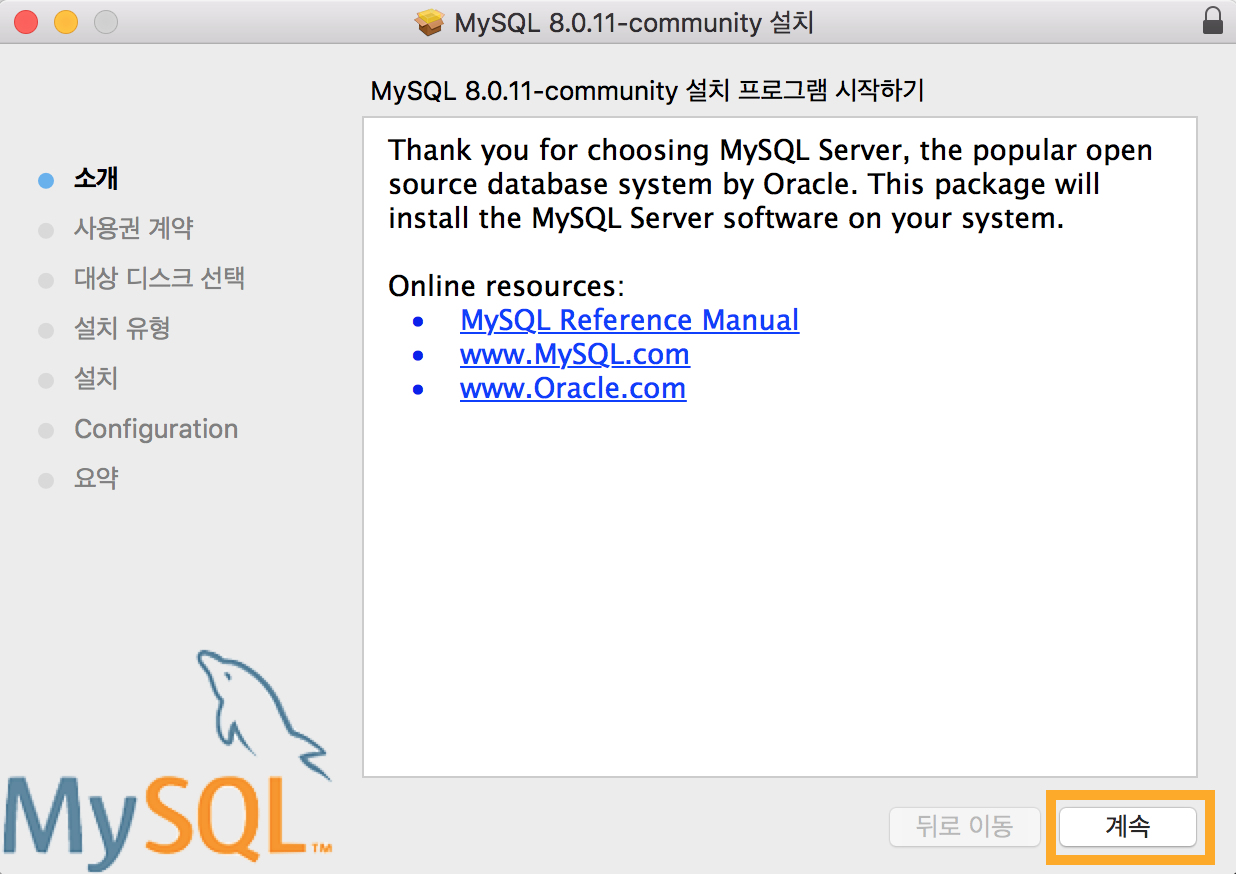 MySQL 8.0.11-community 설치
MySQL 8.0.11-community 설치 프로그램 시작하기
소개
사용권 계약
대상 디스크 선택
설치 유형
설치
Configuration
요약
Thank you for choosing MySQL Server, the popular open
source database system by Oracle. This package will
install the MySQL Server software on your system.
Online resources:
• MySQL Reference Manual
• www.MySQL.com
• www.Oracle.com
MySQL™
뒤로 이동
계속